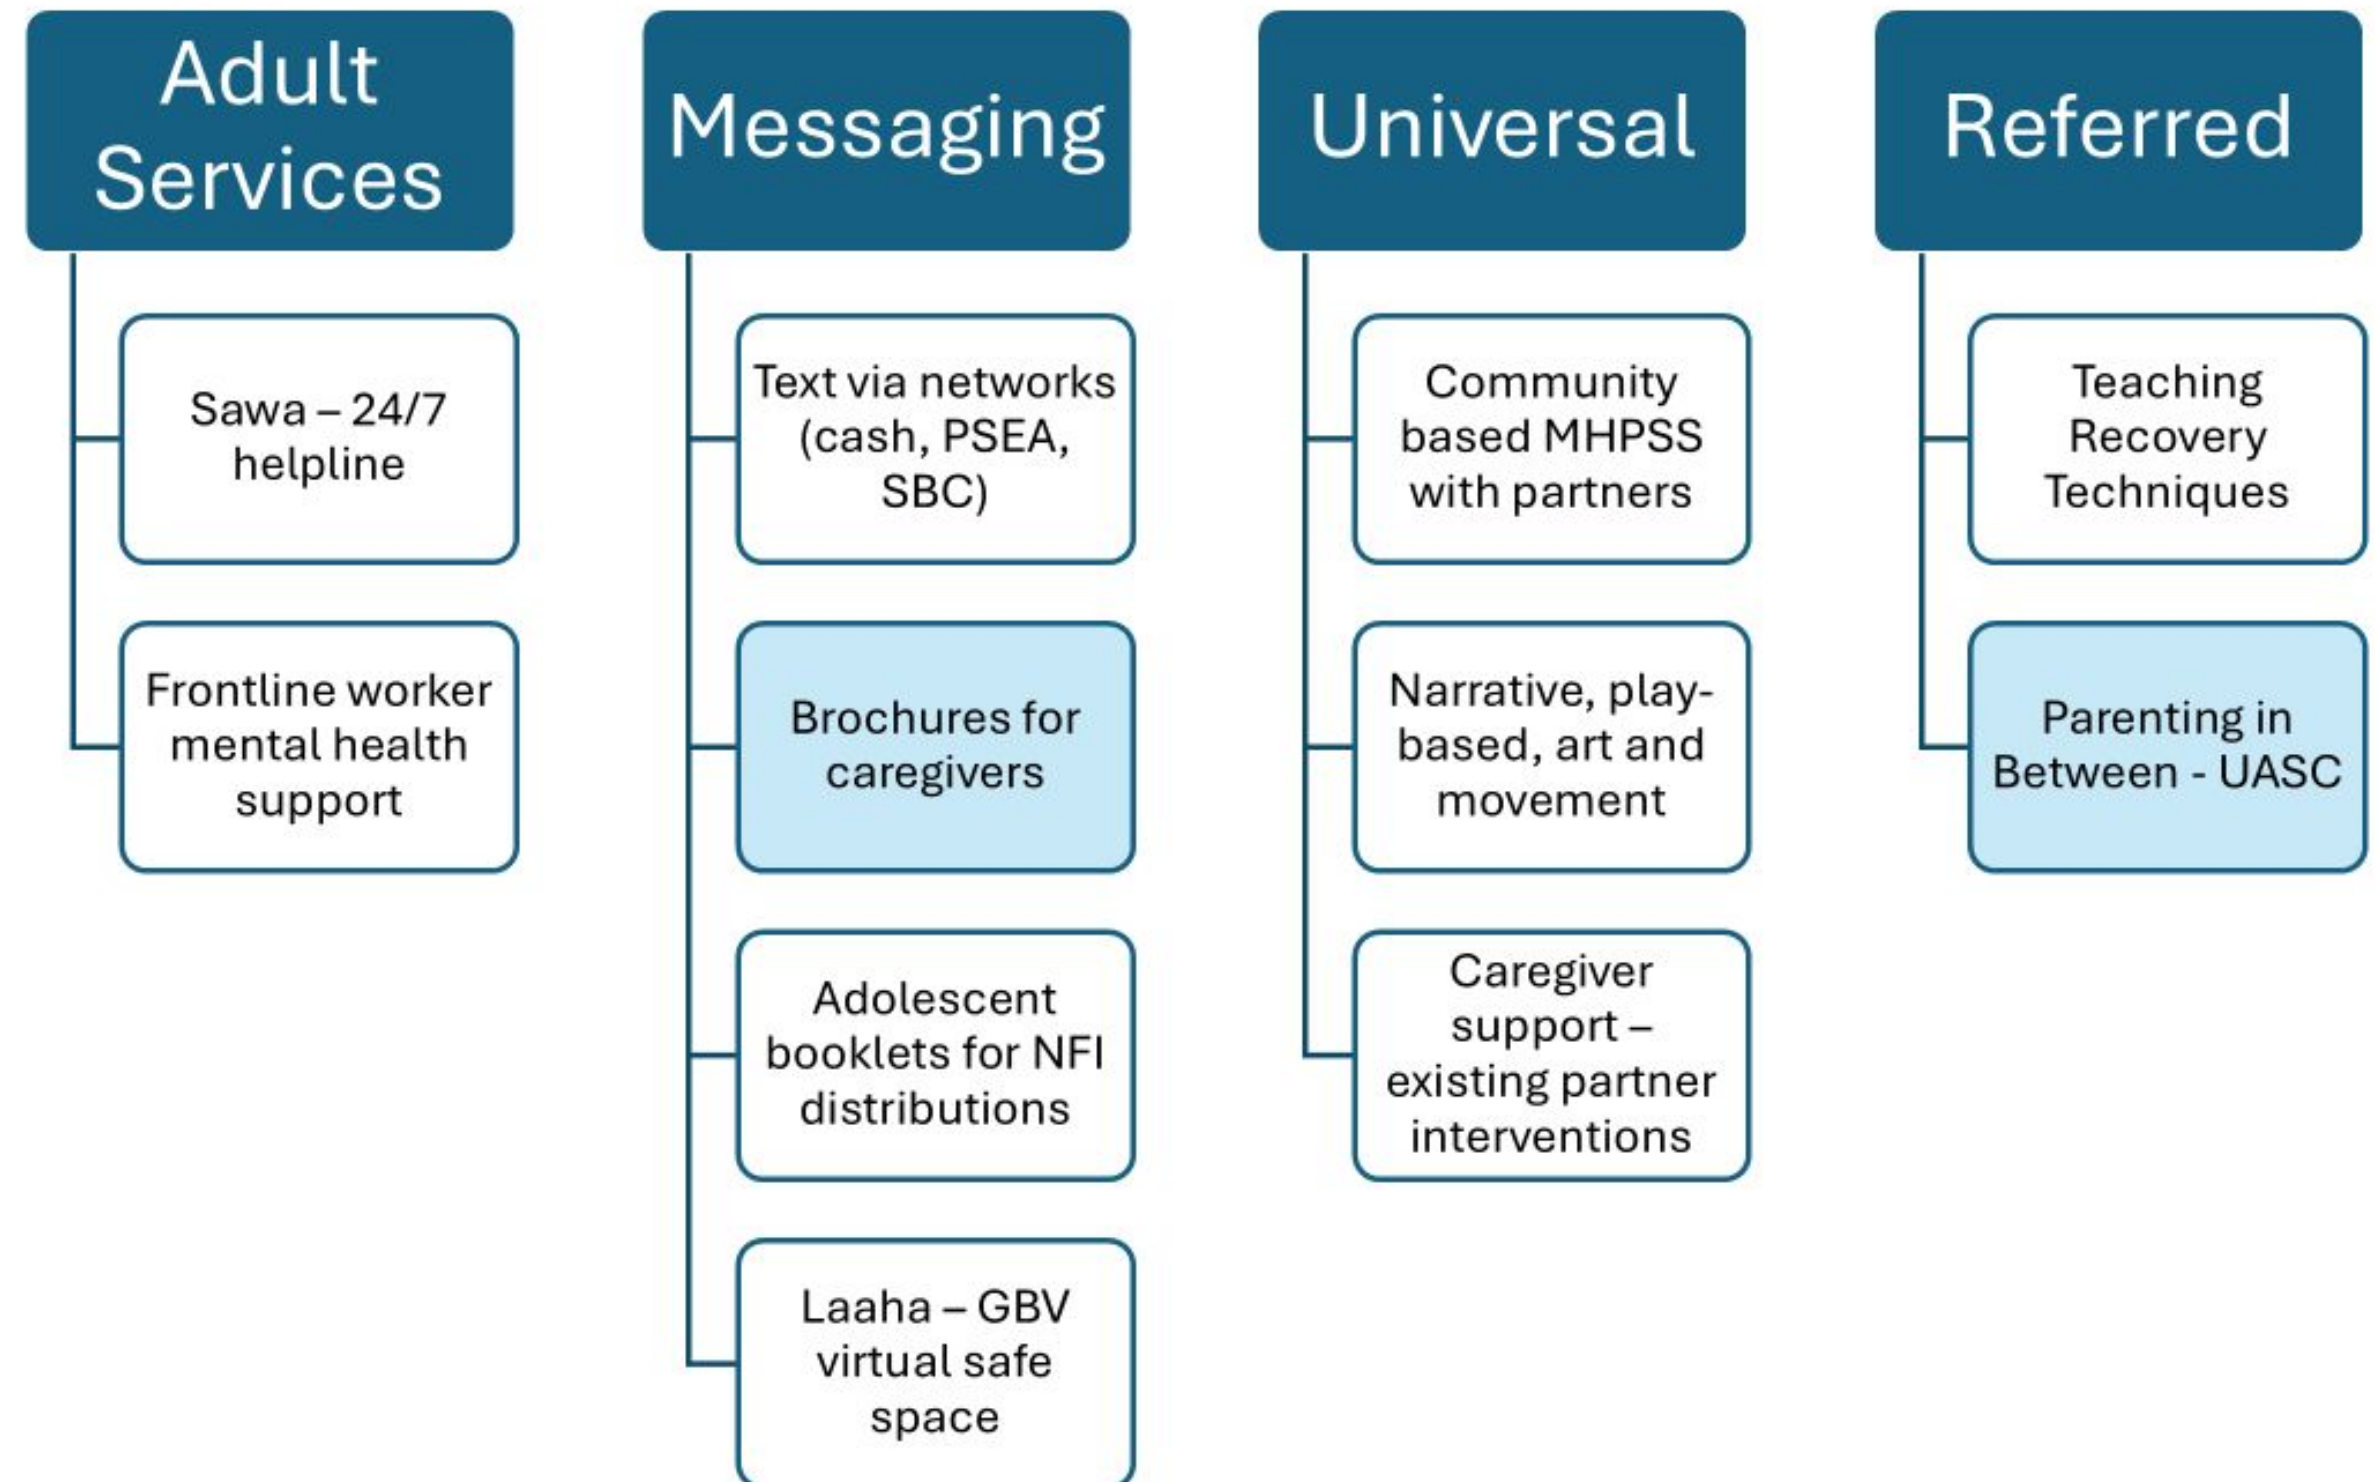 Adult
Services
Sawa – 24/7
helpline
Frontline worker
mental health
support
Messaging
Text via networks
(cash, PSEA,
SBC)
Brochures for
caregivers
Adolescent
booklets for NFI
distributions
Laaha – GBV
virtual safe
space
Universal
Community
based MHPSS
with partners
Narrative, play-
based, art and
movement
Caregiver
support –
existing partner
interventions
Referred
Teaching
Recovery
Techniques
Parenting in
Between - UASC